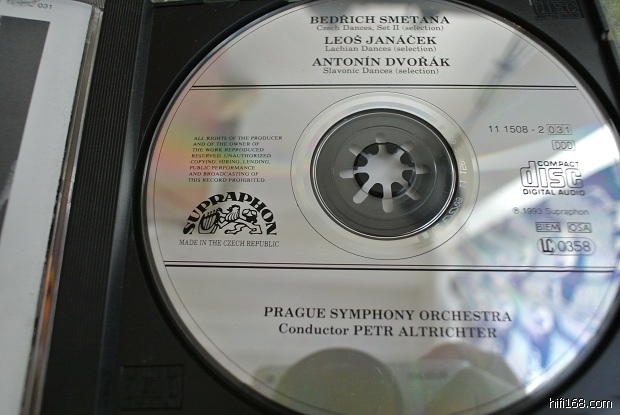 031
BEDŘICH SMETANA
Czech Dances, Set II (selection)
LEOŠ JANÁČEK
Lachian Dances (selection)
ANTONÍN DVOŘÁK
Slavonic Dances (selection)
11 1508 - 2 031
DDD
ALL RIGHTS OF THE PRODUCER
AND OF THE OWNER OF
THE WORK REPRODUCED
RESERVED. UNAUTHORIZED
COPYING, HIRING, LENDING,
PUBLIC PERFORMANCE
AND BROADCASTING OF
THIS RECORD PROHIBITED
COMPACT
disc
DIGITAL AUDIO
SUPRAPHON
MADE IN THE CZECH REPUBLIC
℗ 1993 Supraphon
BIEM OSA
LC 0358
PRAGUE SYMPHONY ORCHESTRA
Conductor PETR ALTRICHTER
hifi168.com